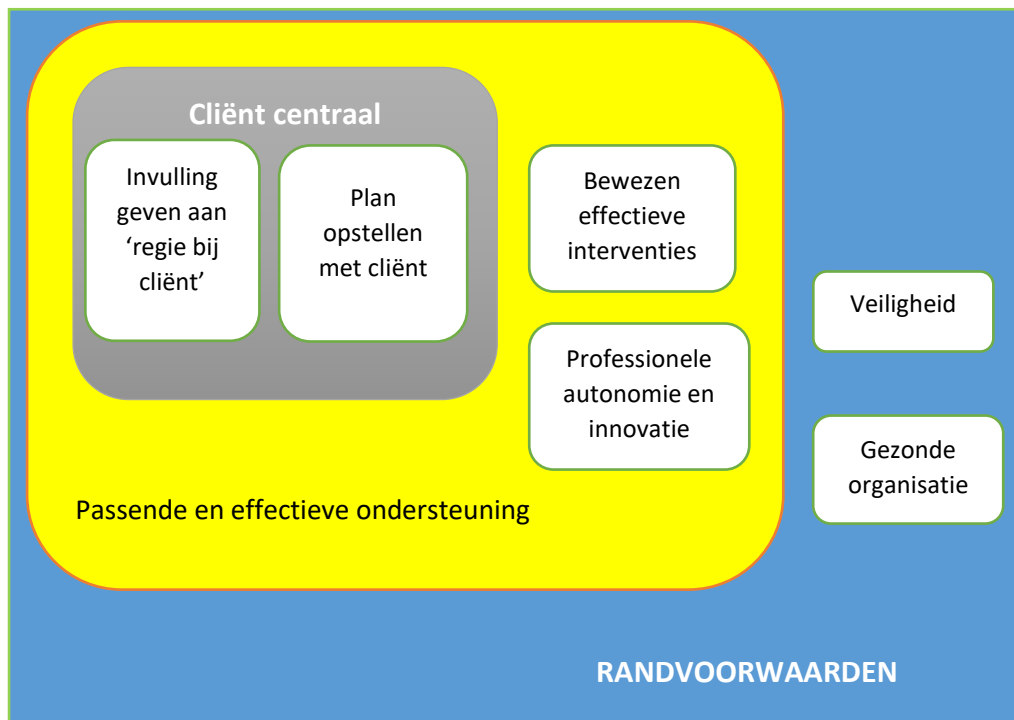 Cliënt centraal
Invulling
geven aan
‘regie bij
cliënt’
Plan
opstellen
met cliënt
Bewezen
effectieve
interventies
Professionele
autonomie en
innovatie
Passende en effectieve ondersteuning
Veiligheid
Gezonde
organisatie
RANDVOORWAARDEN